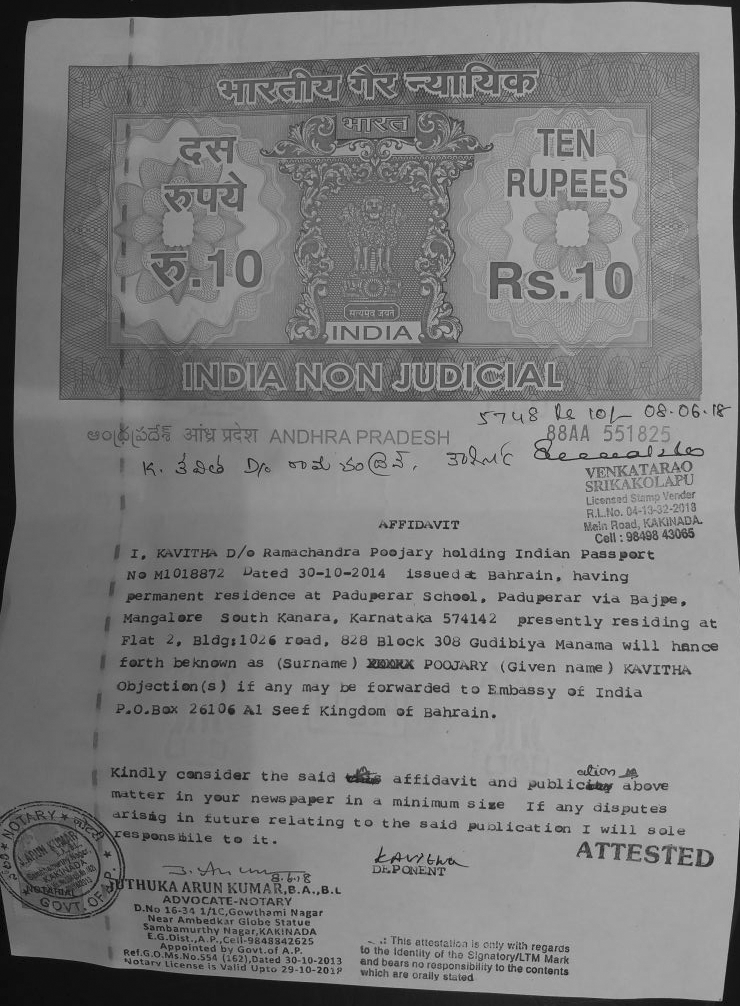 भारतीय गैर न्यायिक
भारत
दस
रुपये
रु.10
TEN
RUPEES
Rs.10
सत्यमेव जयते
INDIA
INDIA NON JUDICIAL
5748 Rs 10/- 08.06.18
ఆంధ్రప్రదేశ్ आंध्र प्रदेश ANDHRA PRADESH
88AA 551825
K. కవిత D/o రామచంద్రన్,
VENKATARAO
SRIKAKOLAPU
Licensed Stamp Vender
R.L.No. 04-13-32-2018
Main Road, KAKINADA.
Cell : 98498 43065
AFFIDAVIT
I, KAVITHA D/o Ramachandra Poojary holding Indian Passport
No M1018872 Dated 30-10-2014 issued at Bahrain, having
permanent residence at Paduperar School, Paduperar via Bajpe,
Mangalore South Kanara, Karnataka 574142 presently residing at
Flat 2, Bldg:1026 road, 828 Block 308 Gudibiya Manama will hence
forth beknown as (Surname) POOJARY (Given name) KAVITHA
Objection(s) if any may be forwarded to Embassy of India
P.O.Box 26106 Al Seef Kingdom of Bahrain.
Kindly consider the said affidavit and publication is above
matter in your newspaper in a minimum size If any disputes
arising in future relating to the said publication I will sole
responsbile to it.
NOTARY
J. ARUN KUMAR
KAKINADA
NOTARIAL
GOVT. OF A.P.
8.6.18
KAVITHA
DEPONENT
ATTESTED
JUTHUKA ARUN KUMAR, B.A.,B.L
ADVOCATE-NOTARY
D.No 16-34 1/1C, Gowthami Nagar
Near Ambedkar Globe Statue
Sambamurthy Nagar, KAKINADA
E.G.Dist., A.P., Cell-9848842625
Appointed by Govt. of A.P.
Ref.G.O.Ms.No.554 (162), Dated 30-10-2013
Notary License is Valid Upto 29-10-2018
.: This attestation is only with regards
to the Identity of the Signatory/LTM Mark
and bears no responsibility to the contents
which are orally stated